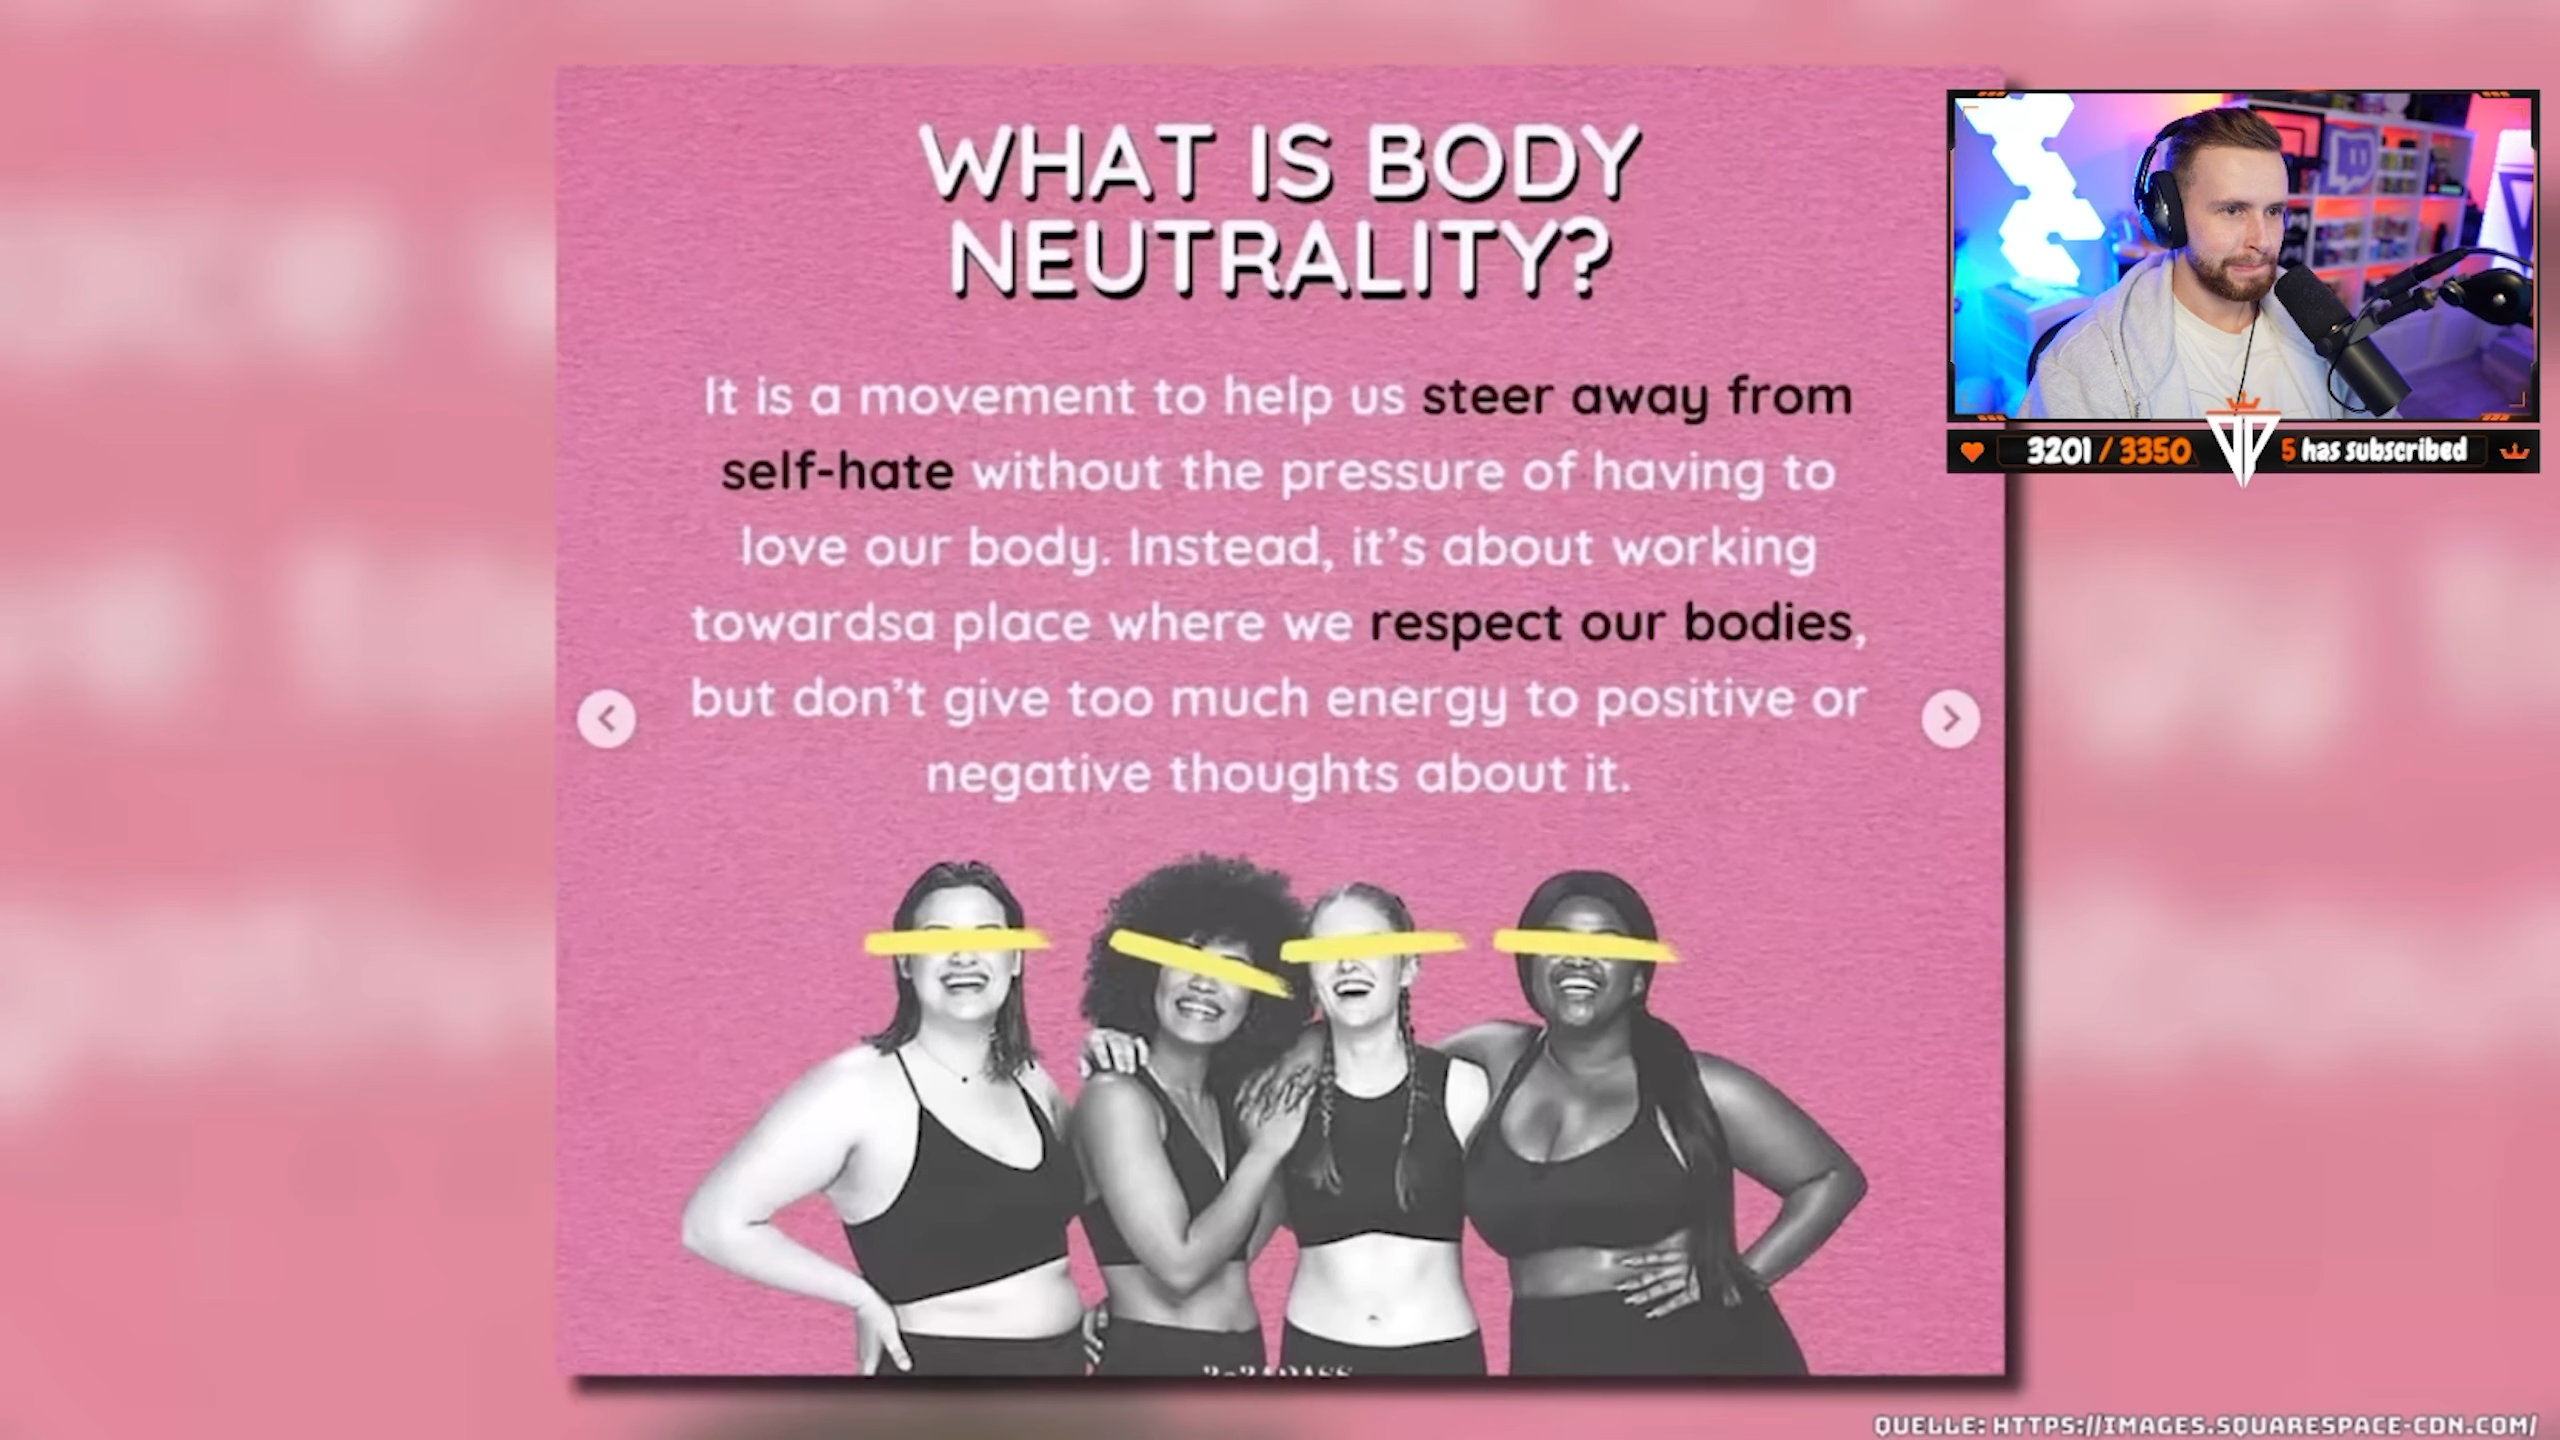 WHAT IS BODY
NEUTRALITY?
It is a movement to help us steer away from
self-hate without the pressure of having to
love our body. Instead, it's about working
towardsa place where we respect our bodies,
but don't give too much energy to positive or
negative thoughts about it.
3201 / 3350
5 has subscribed
QUELLE: HTTPS://IMAGES.SQUARESPACE-CDN.COM/